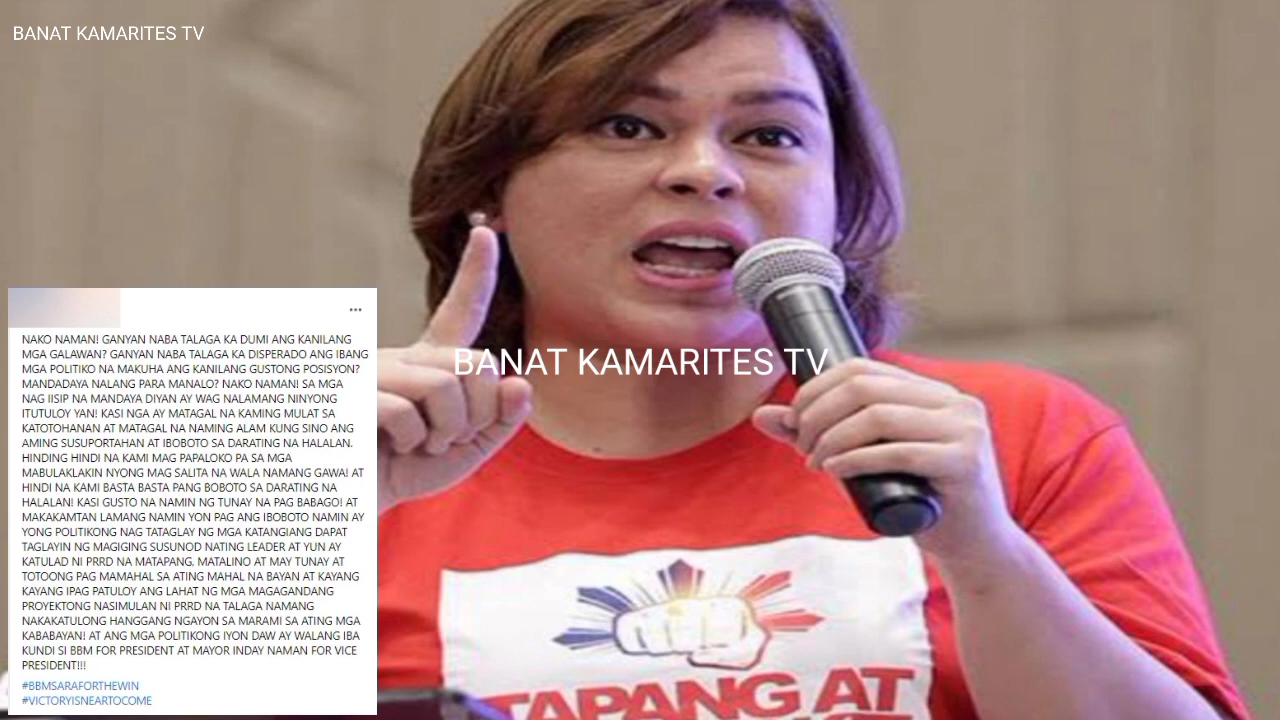 BANAT KAMARITES TV
NAKO NAMAN! GANYAN NABA TALAGA KA DUMI ANG KANILANG
MGA GALAWAN? GANYAN NABA TALAGA KA DISPERADO ANG IBANG
MGA POLITIKO NA MAKUHA ANG KANILANG GUSTONG POSISYON?
MANDADAYA NALANG PARA MANALO? NAKO NAMAN! SA MGA
NAG IISIP NA MANDAYA DIYAN AY WAG NALAMANG NINYONG
ITUTULOY YAN! KASI NGA AY MATAGAL NA KAMING MULAT SA
KATOTOHANAN AT MATAGAL NA NAMING ALAM KUNG SINO ANG
AMING SUSUPORTAHAN AT IBOBOTO SA DARATING NA HALALAN.
HINDING HINDI NA KAMI MAG PAPALOKO PA SA MGA
MABULAKLAKIN NYONG MAG SALITA NA WALA NAMANG GAWA! AT
HINDI NA KAMI BASTA BASTA PANG BOBOTO SA DARATING NA
HALALAN! KASI GUSTO NA NAMIN NG TUNAY NA PAG BABAGO! AT
MAKAKAMTAN LAMANG NAMIN YON PAG ANG IBOBOTO NAMIN AY
YONG POLITIKONG NAG TATAGLAY NG MGA KATANGIANG DAPAT
TAGLAYIN NG MAGIGING SUSUNOD NATING LEADER AT YUN AY
KATULAD NI PRRD NA MATAPANG, MATALINO AT MAY TUNAY AT
TOTOONG PAG MAMAHAL SA ATING MAHAL NA BAYAN AT KAYANG
KAYANG IPAG PATULOY ANG LAHAT NG MGA MAGAGANDANG
PROYEKTONG NASIMULAN NI PRRD NA TALAGA NAMANG
NAKAKATULONG HANGGANG NGAYON SA MARAMI SA ATING MGA
KABABAYAN! AT ANG MGA POLITIKONG IYON DAW AY WALANG IBA
KUNDI SI BBM FOR PRESIDENT AT MAYOR INDAY NAMAN FOR VICE
PRESIDENT!!!
#BBMSARAFORTHEWIN
#VICTORYISNEARTOCOME
BANAT KAMARITES TV
TAPANG AT